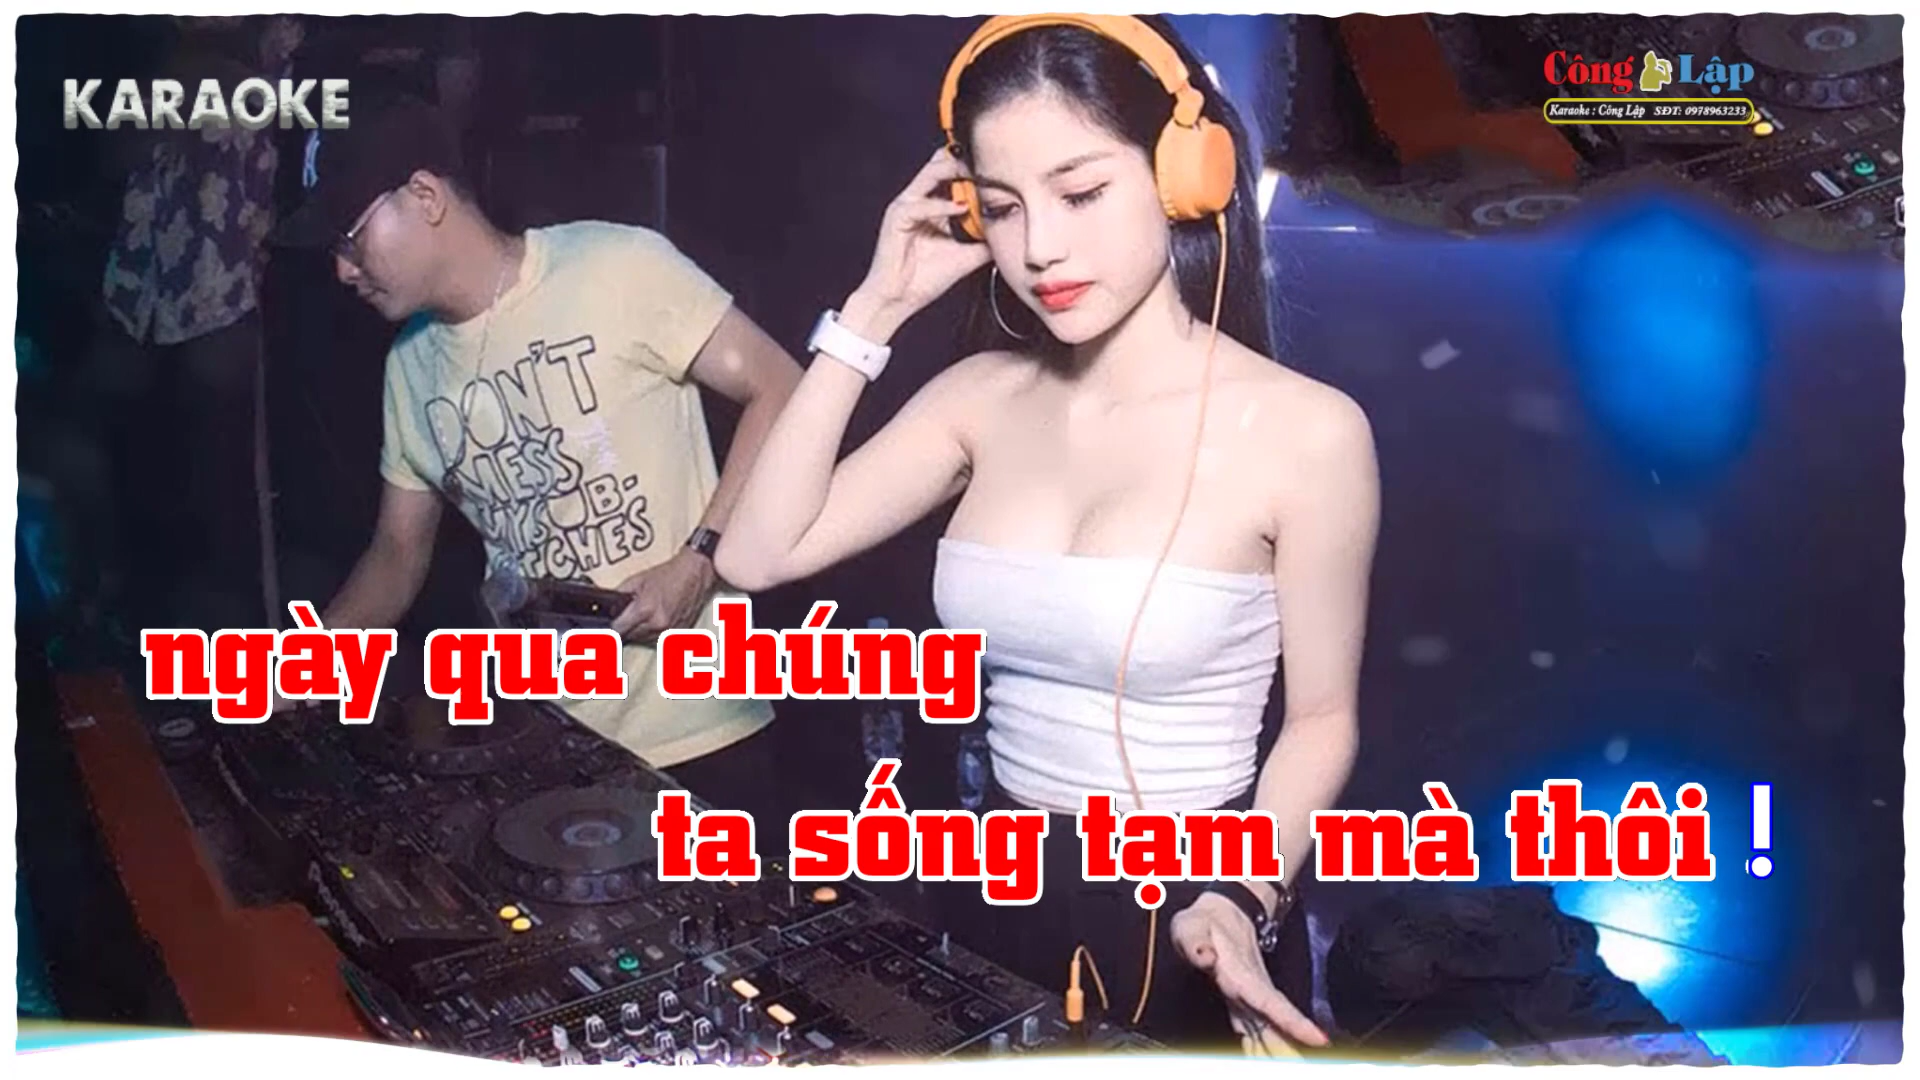 KARAOKE
Công Lập
Karaoke : Công Lập SĐT: 0978963233
DON'T
MESS
ngày qua chúng
ta sống tạm mà thôi !